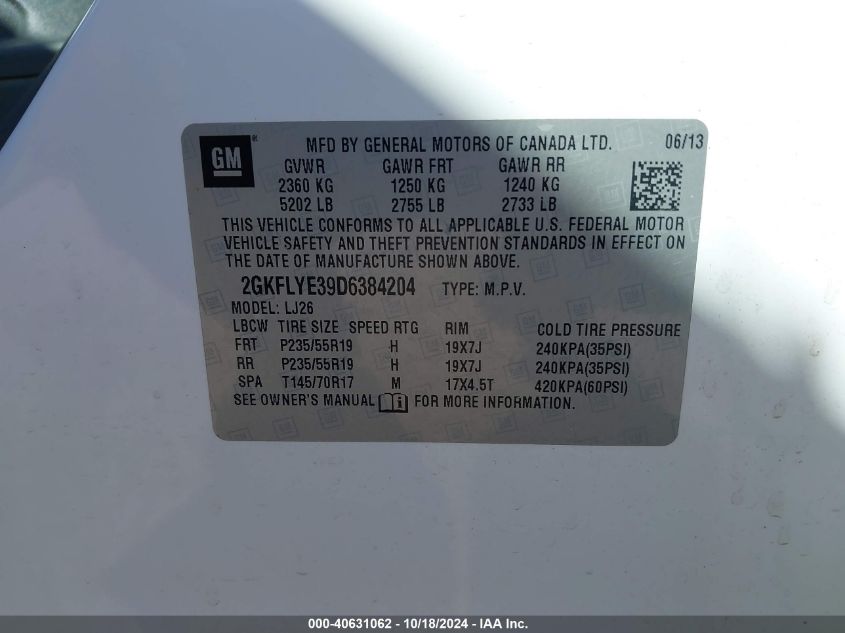 GM ® MFD BY GENERAL MOTORS OF CANADA LTD. 06/13
GVWR GAWR FRT GAWR RR
2360 KG 1250 KG 1240 KG
5202 LB 2755 LB 2733 LB
THIS VEHICLE CONFORMS TO ALL APPLICABLE U.S. FEDERAL MOTOR
VEHICLE SAFETY AND THEFT PREVENTION STANDARDS IN EFFECT ON
THE DATE OF MANUFACTURE SHOWN ABOVE.
2GKFLYE39D6384204 TYPE: M.P.V.
MODEL: LJ26
LBCW TIRE SIZE SPEED RTG RIM COLD TIRE PRESSURE
FRT P235/55R19 H 19X7J 240KPA(35PSI)
RR P235/55R19 H 19X7J 240KPA(35PSI)
SPA T145/70R17 M 17X4.5T 420KPA(60PSI)
SEE OWNER'S MANUAL FOR MORE INFORMATION.
000-40631062 - 10/18/2024 - IAA Inc.